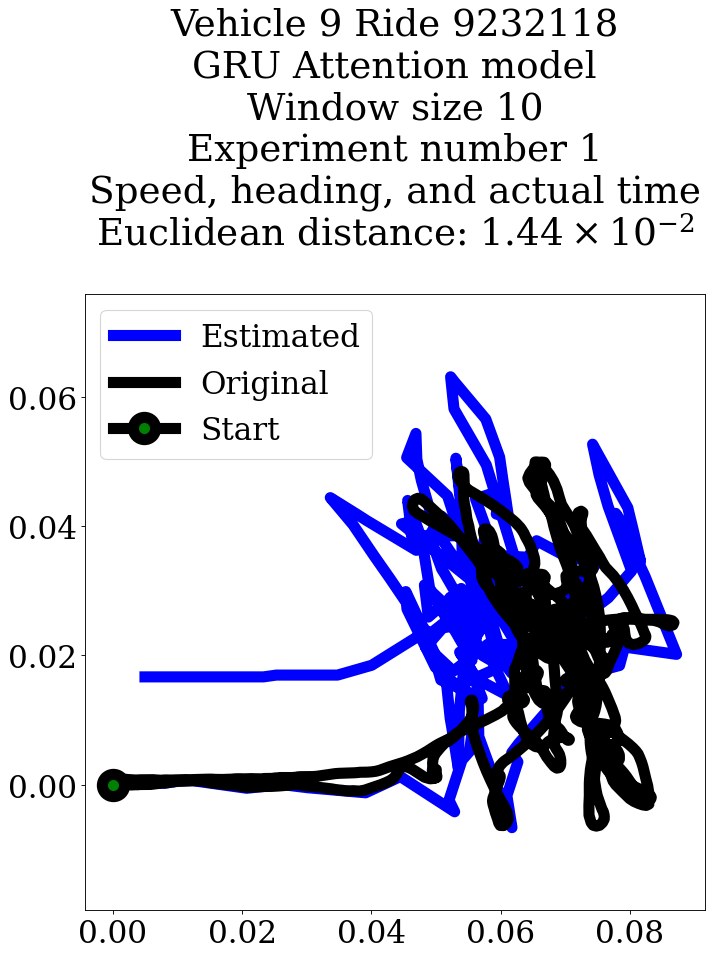 Vehicle 9 Ride 9232118
GRU Attention model
Window size 10
Experiment number 1
Speed, heading, and actual time
Euclidean distance: 1.44 × 10⁻²
Estimated
Original
Start
0.06
0.04
0.02
0.00
0.00 0.02 0.04 0.06 0.08